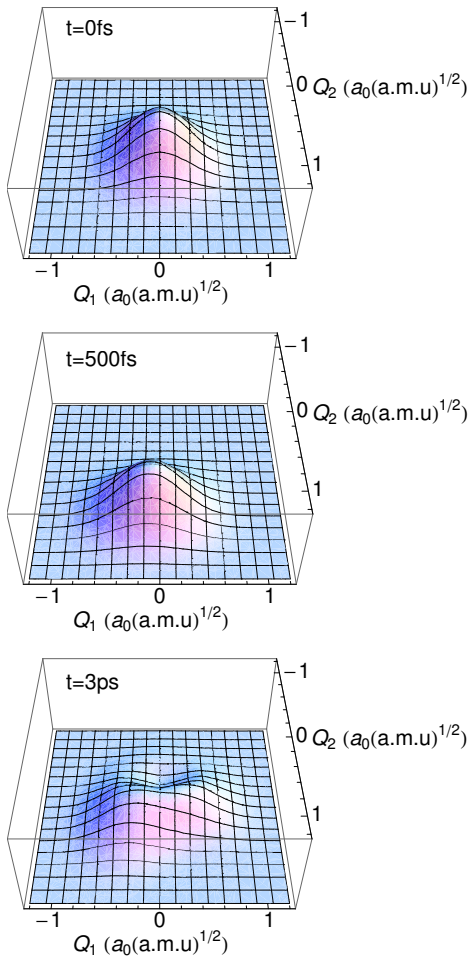 t=0fs
−1
0 Q₂ (a₀(a.m.u)^1/2)
1
−1 0 1
Q₁ (a₀(a.m.u)^1/2)
t=500fs
−1
0 Q₂ (a₀(a.m.u)^1/2)
1
−1 0 1
Q₁ (a₀(a.m.u)^1/2)
t=3ps
−1
0 Q₂ (a₀(a.m.u)^1/2)
1
−1 0 1
Q₁ (a₀(a.m.u)^1/2)